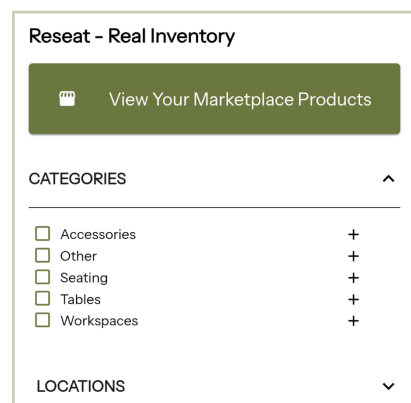 Reseat - Real Inventory
View Your Marketplace Products
CATEGORIES
Accessories
Other
Seating
Tables
Workspaces
LOCATIONS